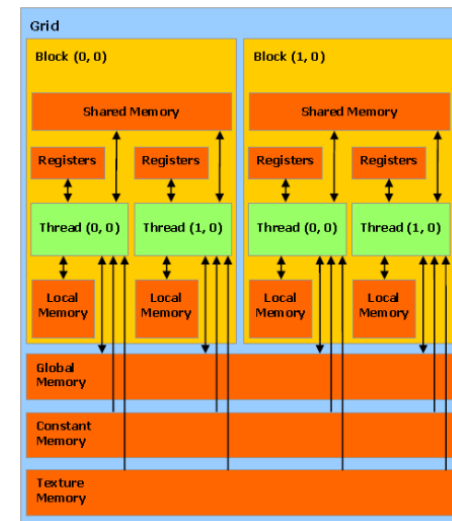 Grid
Block (0, 0)
Block (1, 0)
Shared Memory
Shared Memory
Registers
Registers
Registers
Registers
Thread (0, 0)
Thread (1, 0)
Thread (0, 0)
Thread (1, 0)
Local
Memory
Local
Memory
Local
Memory
Local
Memory
Global
Memory
Constant
Memory
Texture
Memory